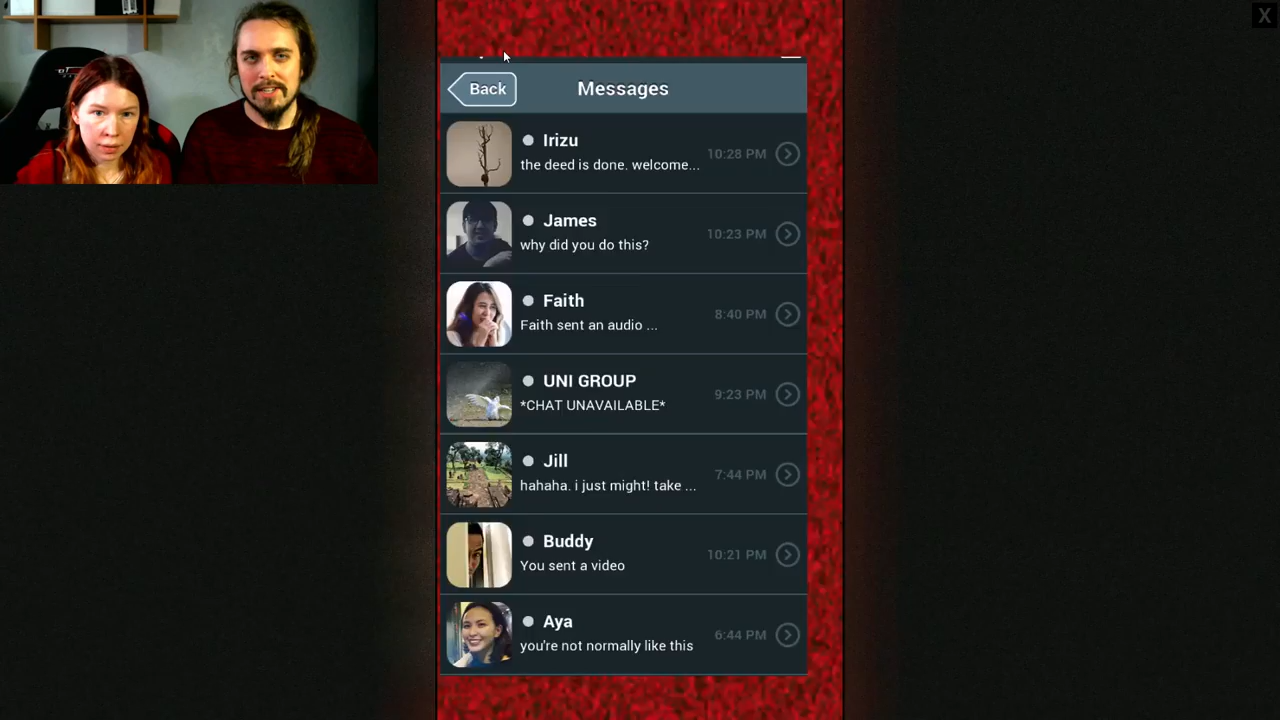 X
Back
Messages
Irizu
the deed is done. welcome...
10:28 PM
James
why did you do this?
10:23 PM
Faith
Faith sent an audio ...
8:40 PM
UNI GROUP
*CHAT UNAVAILABLE*
9:23 PM
Jill
hahaha. i just might! take ...
7:44 PM
Buddy
You sent a video
10:21 PM
Aya
you're not normally like this
6:44 PM